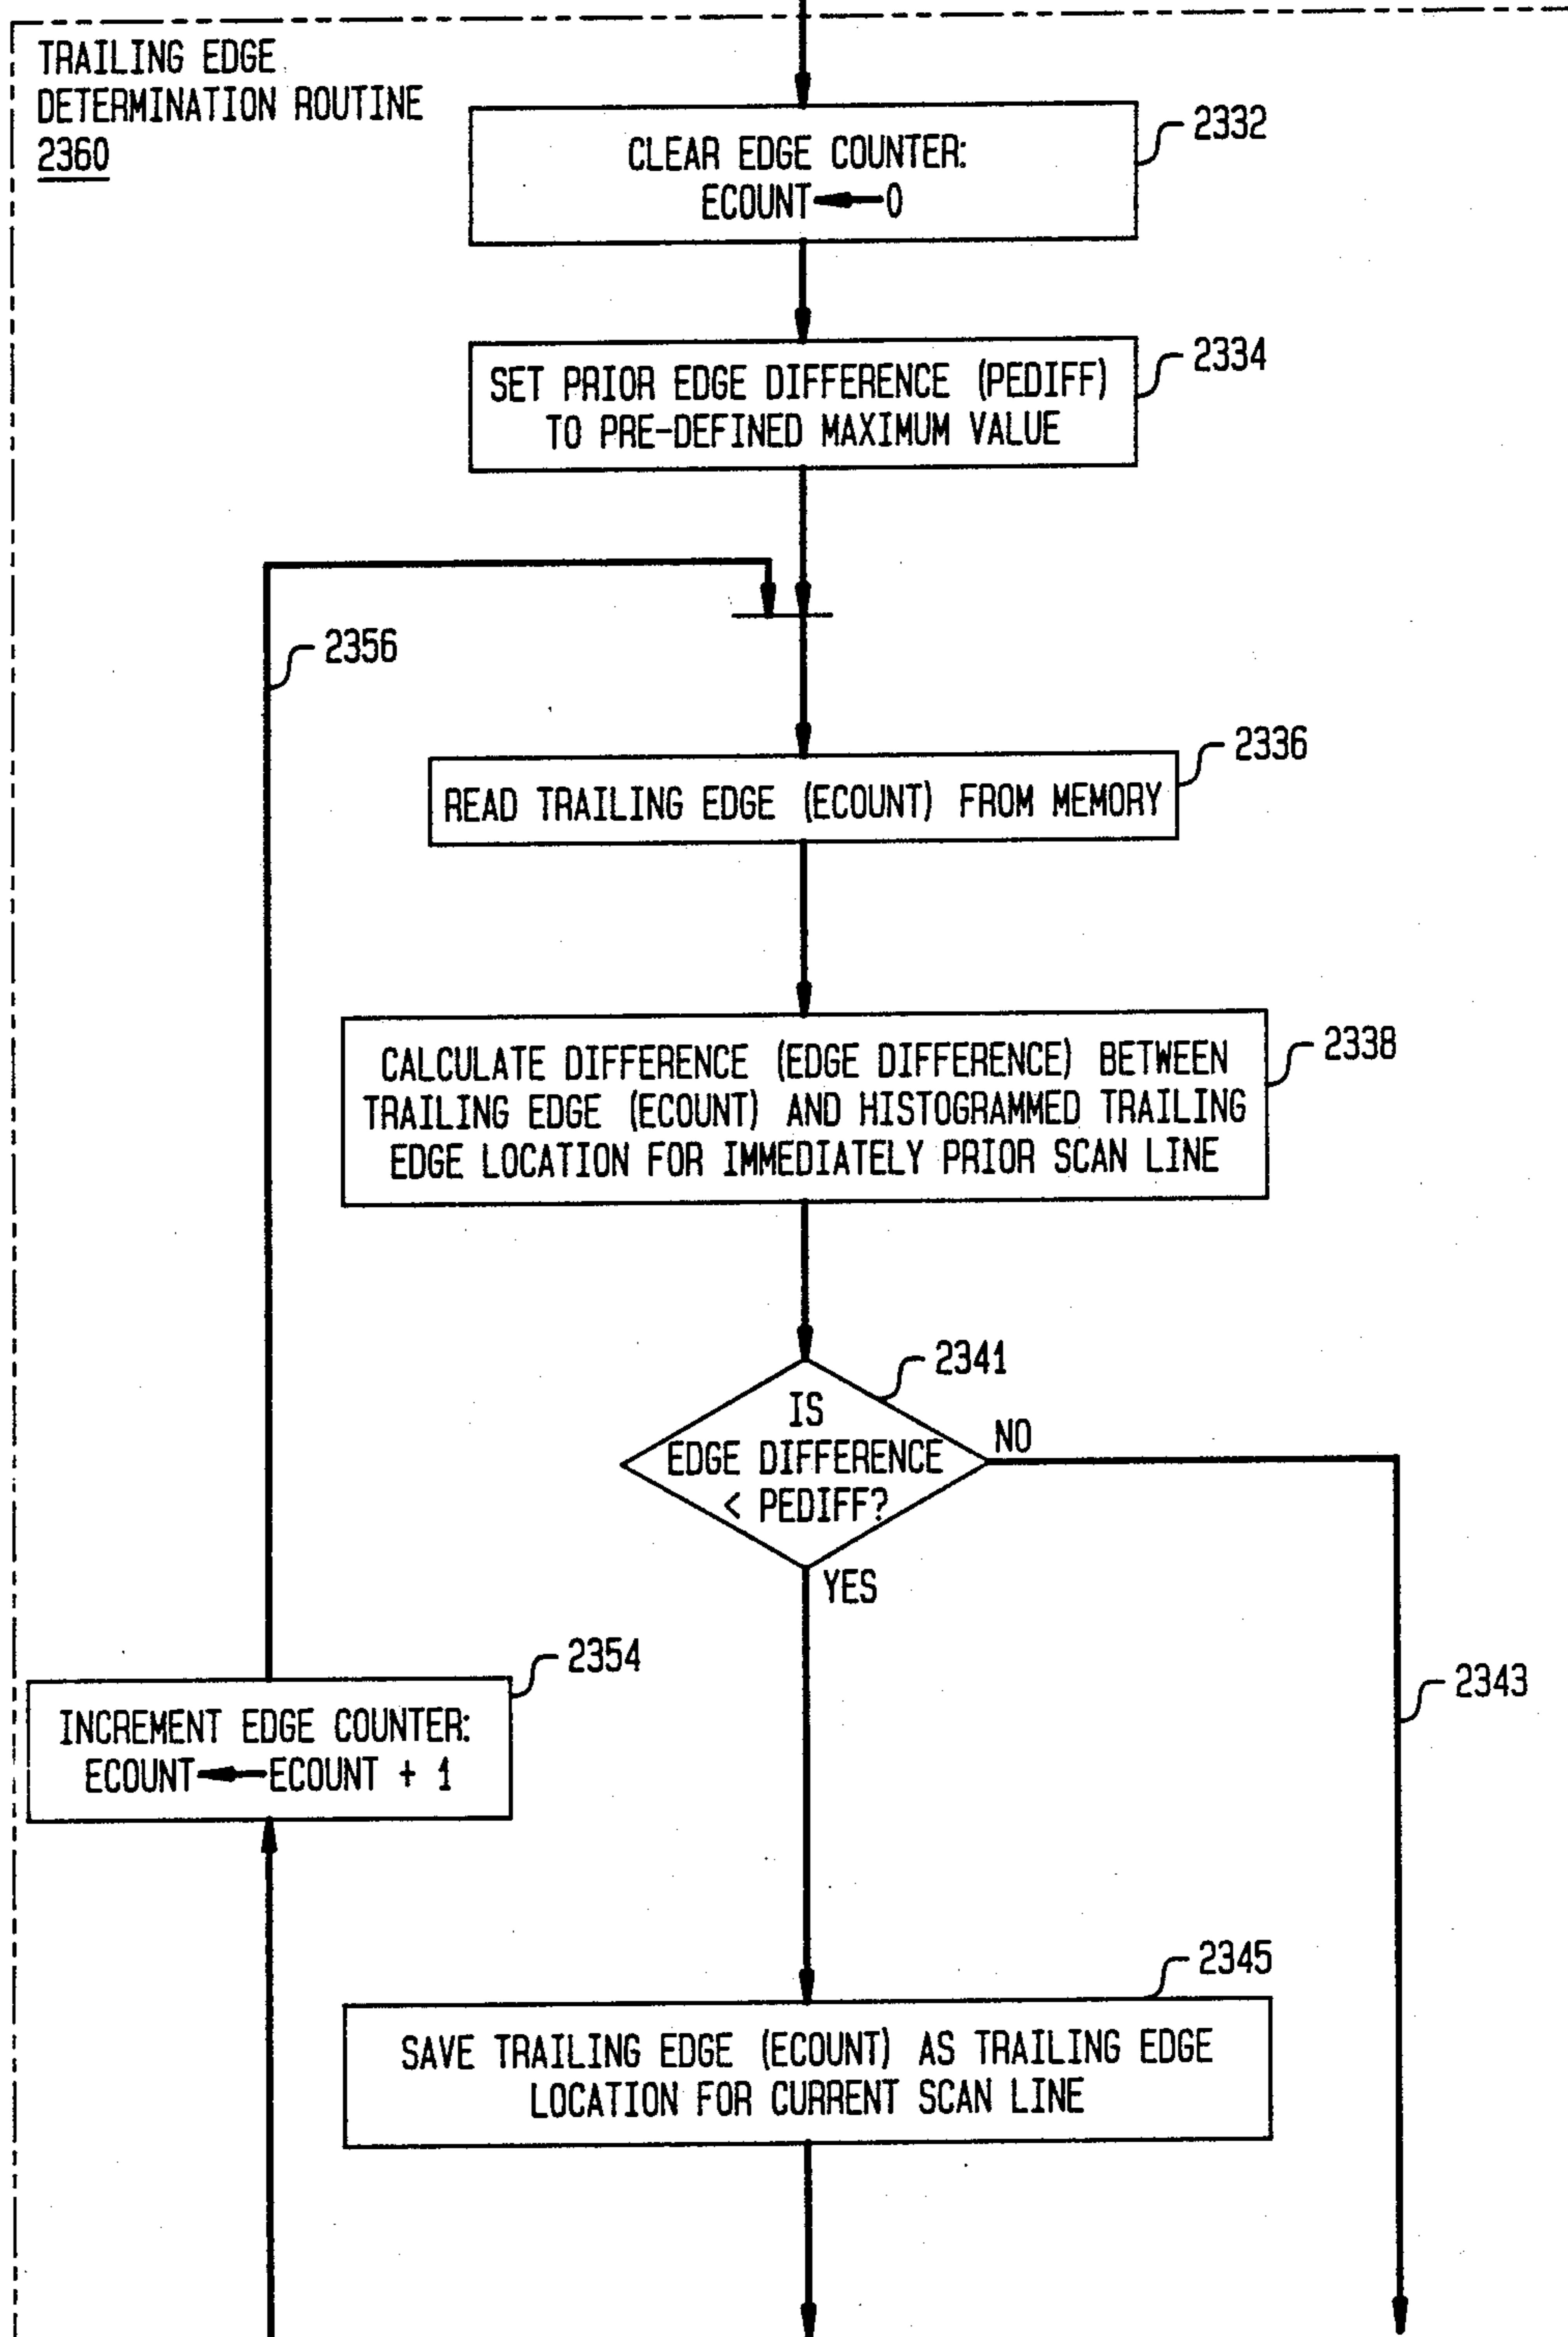 TRAILING EDGE
DETERMINATION ROUTINE
2360
2332
CLEAR EDGE COUNTER:
ECOUNT←0
2334
SET PRIOR EDGE DIFFERENCE (PEDIFF)
TO PRE-DEFINED MAXIMUM VALUE
2356
2336
READ TRAILING EDGE (ECOUNT) FROM MEMORY
2338
CALCULATE DIFFERENCE (EDGE DIFFERENCE) BETWEEN
TRAILING EDGE (ECOUNT) AND HISTOGRAMMED TRAILING
EDGE LOCATION FOR IMMEDIATELY PRIOR SCAN LINE
2341
IS
EDGE DIFFERENCE
< PEDIFF?
NO
YES
2354
INCREMENT EDGE COUNTER:
ECOUNT←ECOUNT + 1
2343
2345
SAVE TRAILING EDGE (ECOUNT) AS TRAILING EDGE
LOCATION FOR CURRENT SCAN LINE